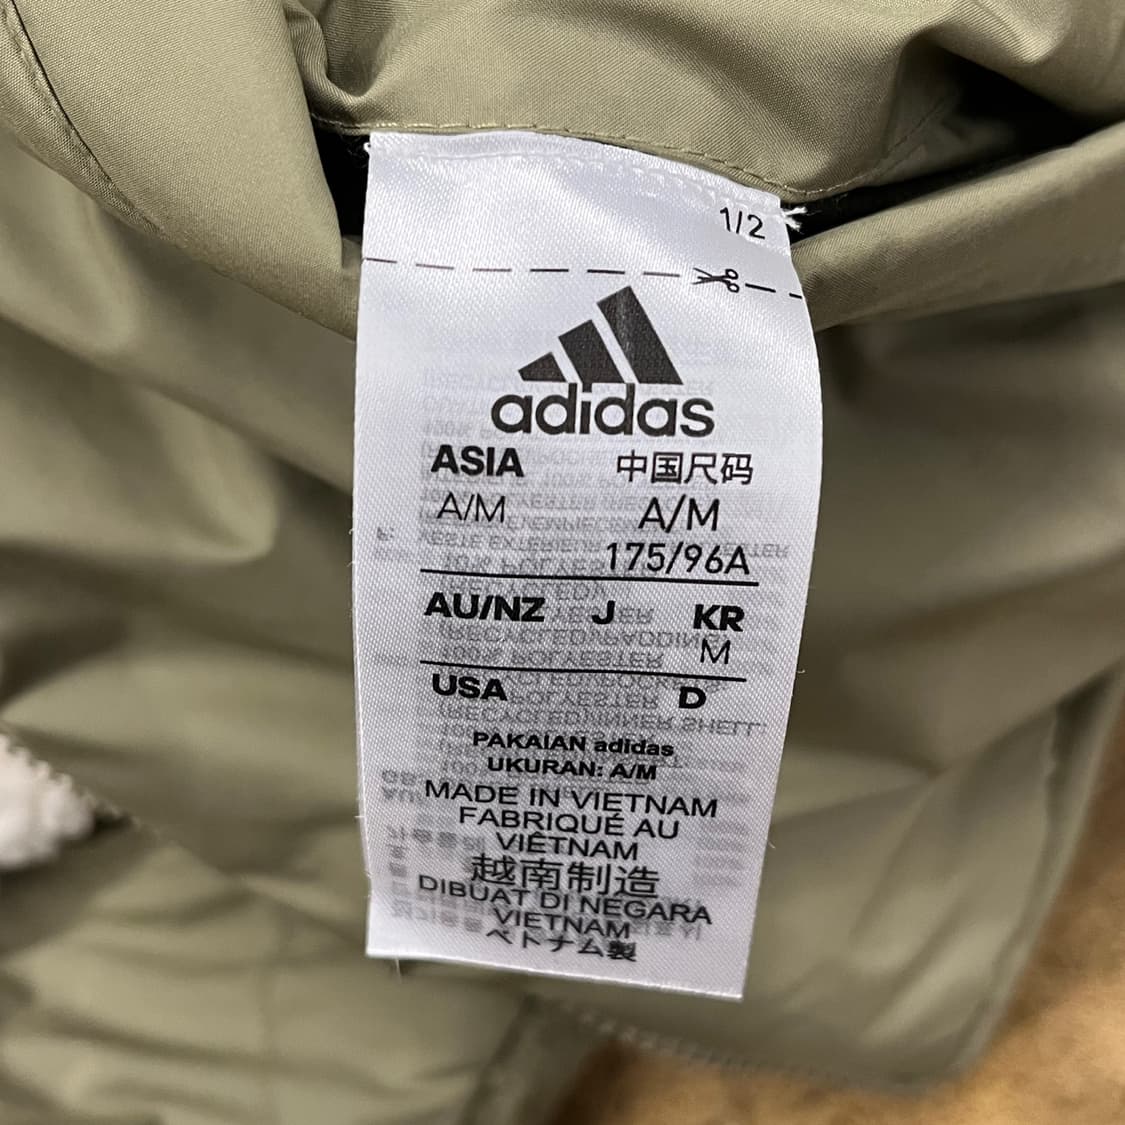 1/2
adidas
ASIA 中国尺码
A/M A/M
175/96A
AU/NZ J KR
M
USA D
PAKAIAN adidas
UKURAN: A/M
MADE IN VIETNAM
FABRIQUÉ AU
VIÊTNAM
越南制造
DIBUAT DI NEGARA
VIETNAM
ベトナム製